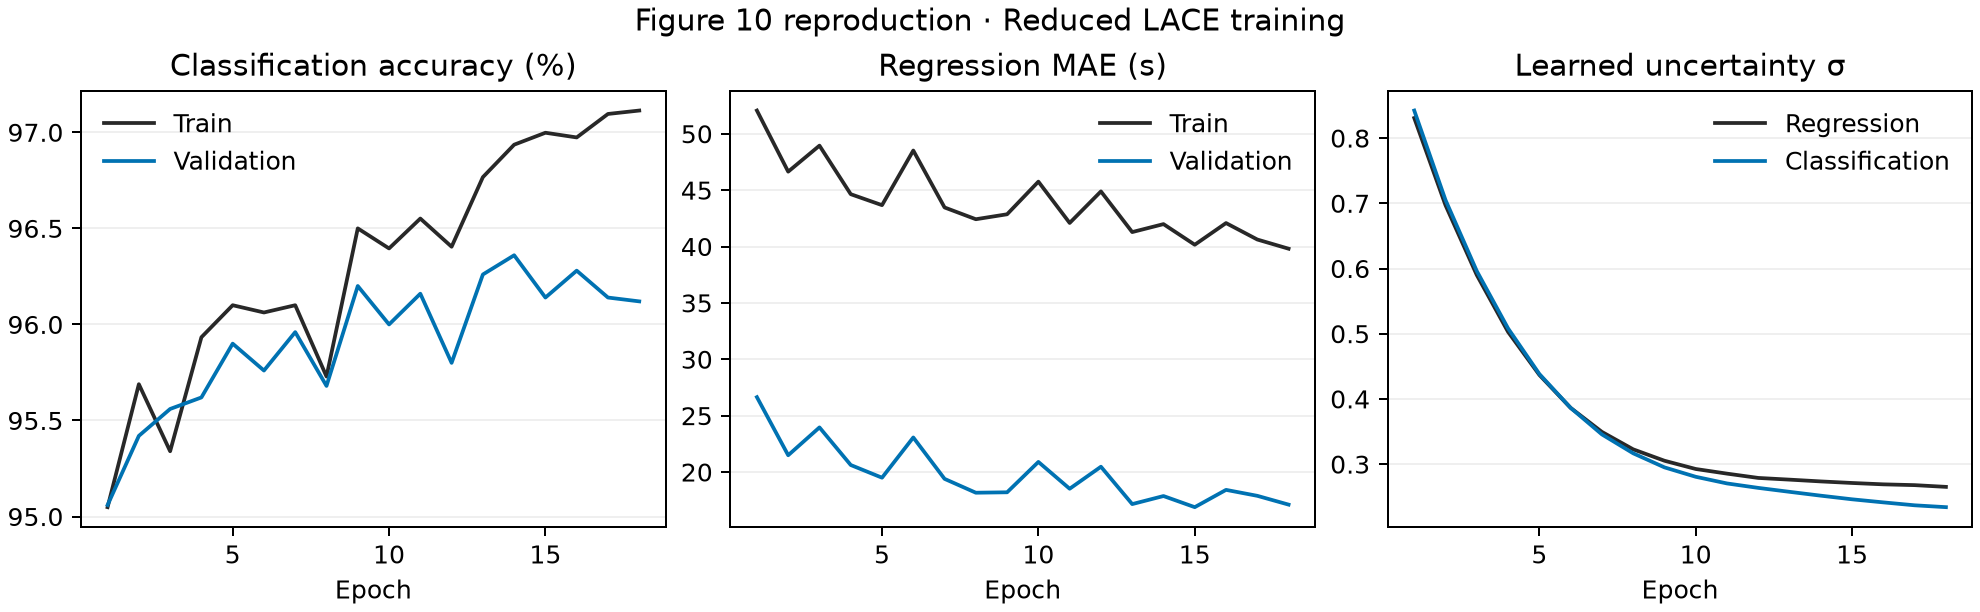 Figure 10 reproduction · Reduced LACE training
Classification accuracy (%)
Train
Validation
97.0
96.5
96.0
95.5
95.0
5 10 15
Epoch
Regression MAE (s)
Train
Validation
50
45
40
35
30
25
20
5 10 15
Epoch
Learned uncertainty σ
Regression
Classification
0.8
0.7
0.6
0.5
0.4
0.3
5 10 15
Epoch